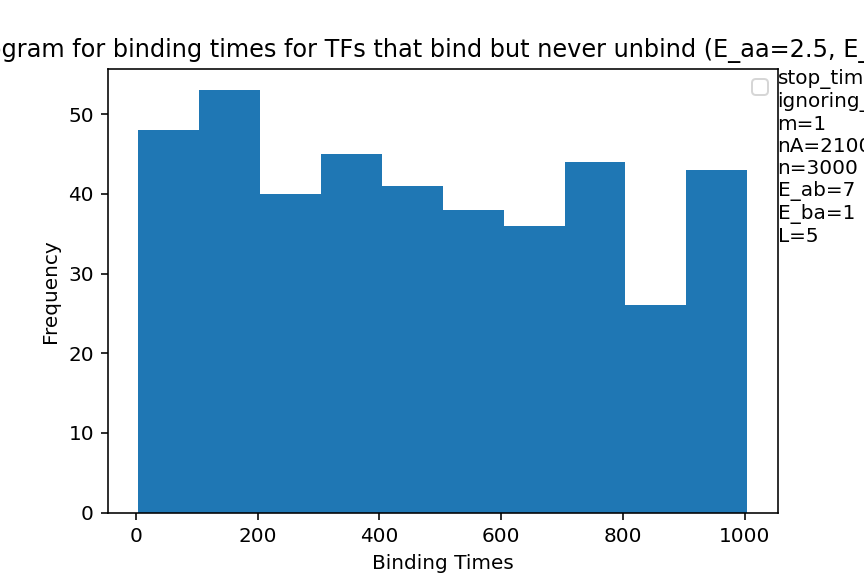 gram for binding times for TFs that bind but never unbind (E_aa=2.5, E_
stop_tim
ignoring_
m=1
nA=2100
n=3000
E_ab=7
E_ba=1
L=5
50
40
30
20
10
0
Frequency
0 200 400 600 800 1000
Binding Times